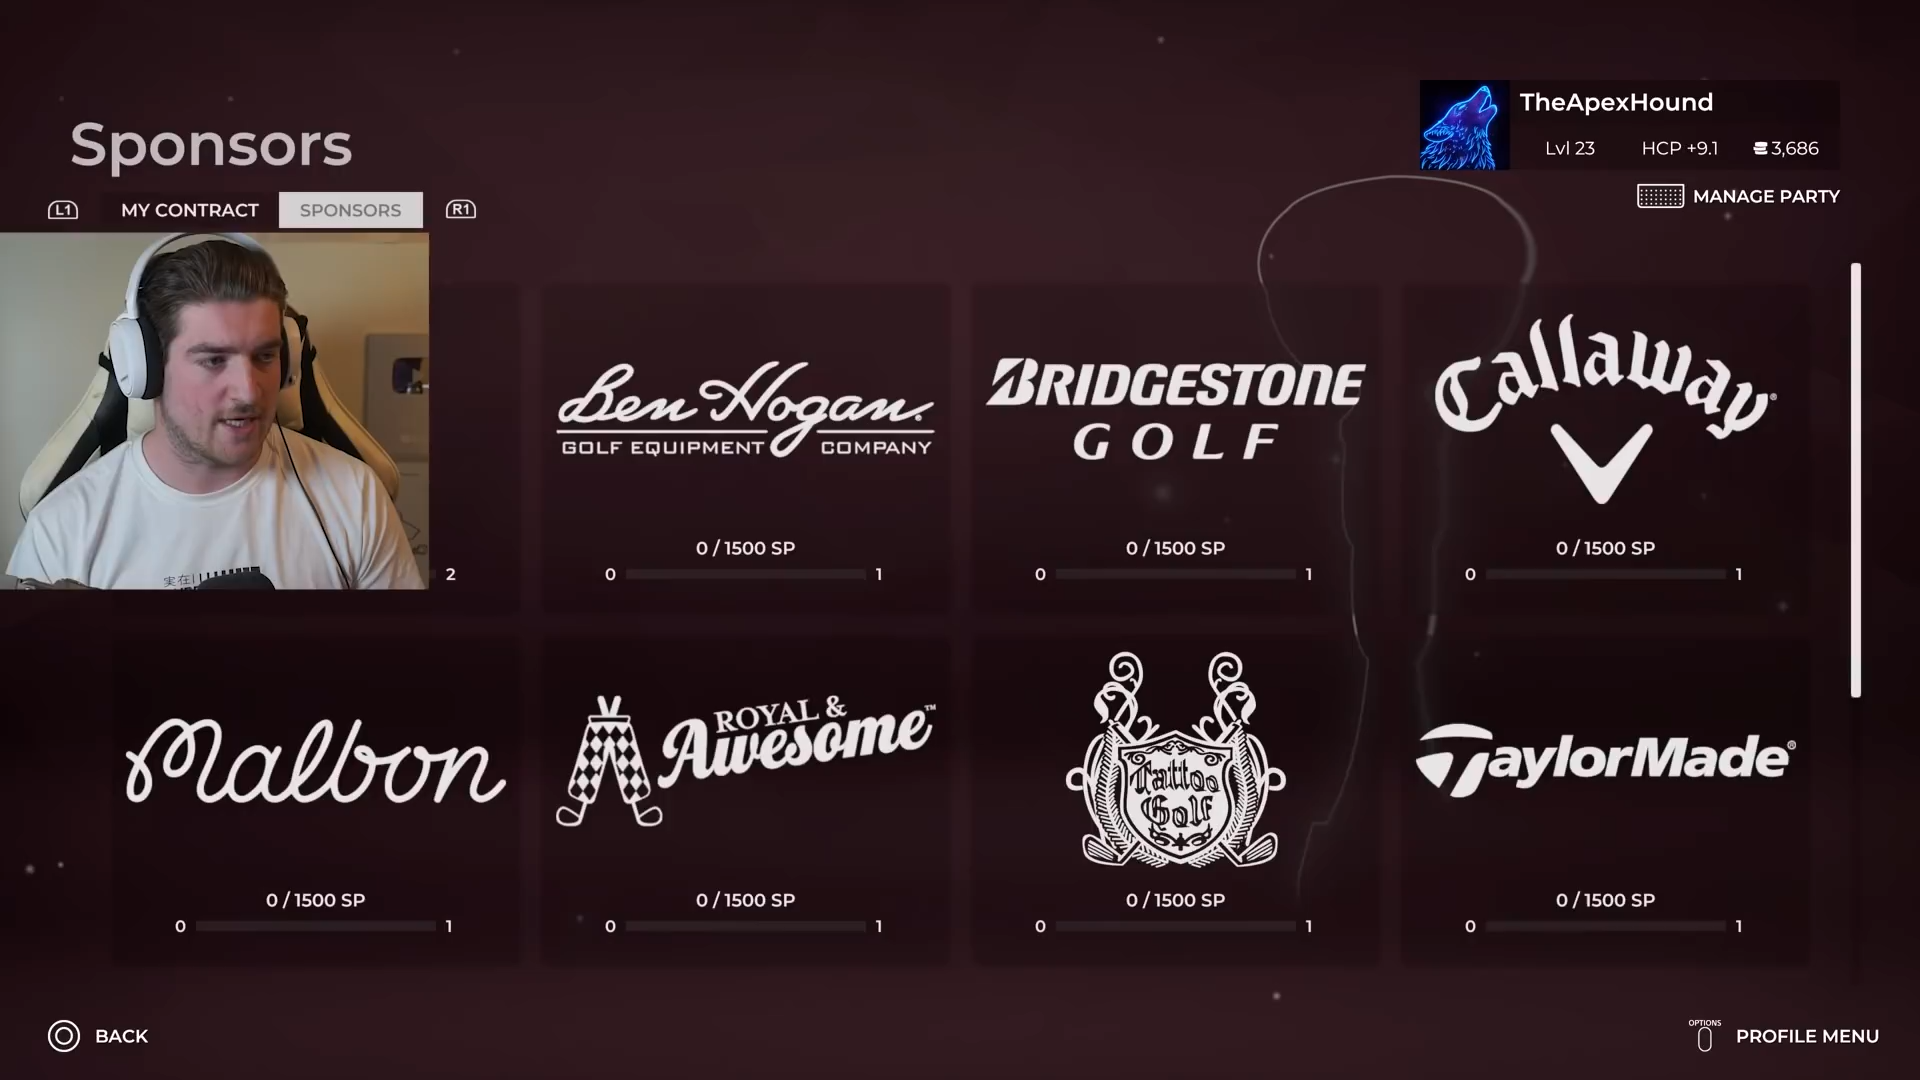 TheApexHound
Lvl 23 HCP +9.1 3,686
Sponsors
MANAGE PARTY
L1 MY CONTRACT SPONSORS R1
Ben Hogan.
GOLF EQUIPMENT COMPANY
BRIDGESTONE
GOLF
Callaway®
0 / 1500 SP
0 1
0 / 1500 SP
0 1
0 / 1500 SP
0 1
2
実在
Malbon
ROYAL &
Awesome™
Tattoo
Golf
TaylorMade®
0 / 1500 SP
0 1
0 / 1500 SP
0 1
0 / 1500 SP
0 1
0 / 1500 SP
0 1
BACK
OPTIONS
PROFILE MENU